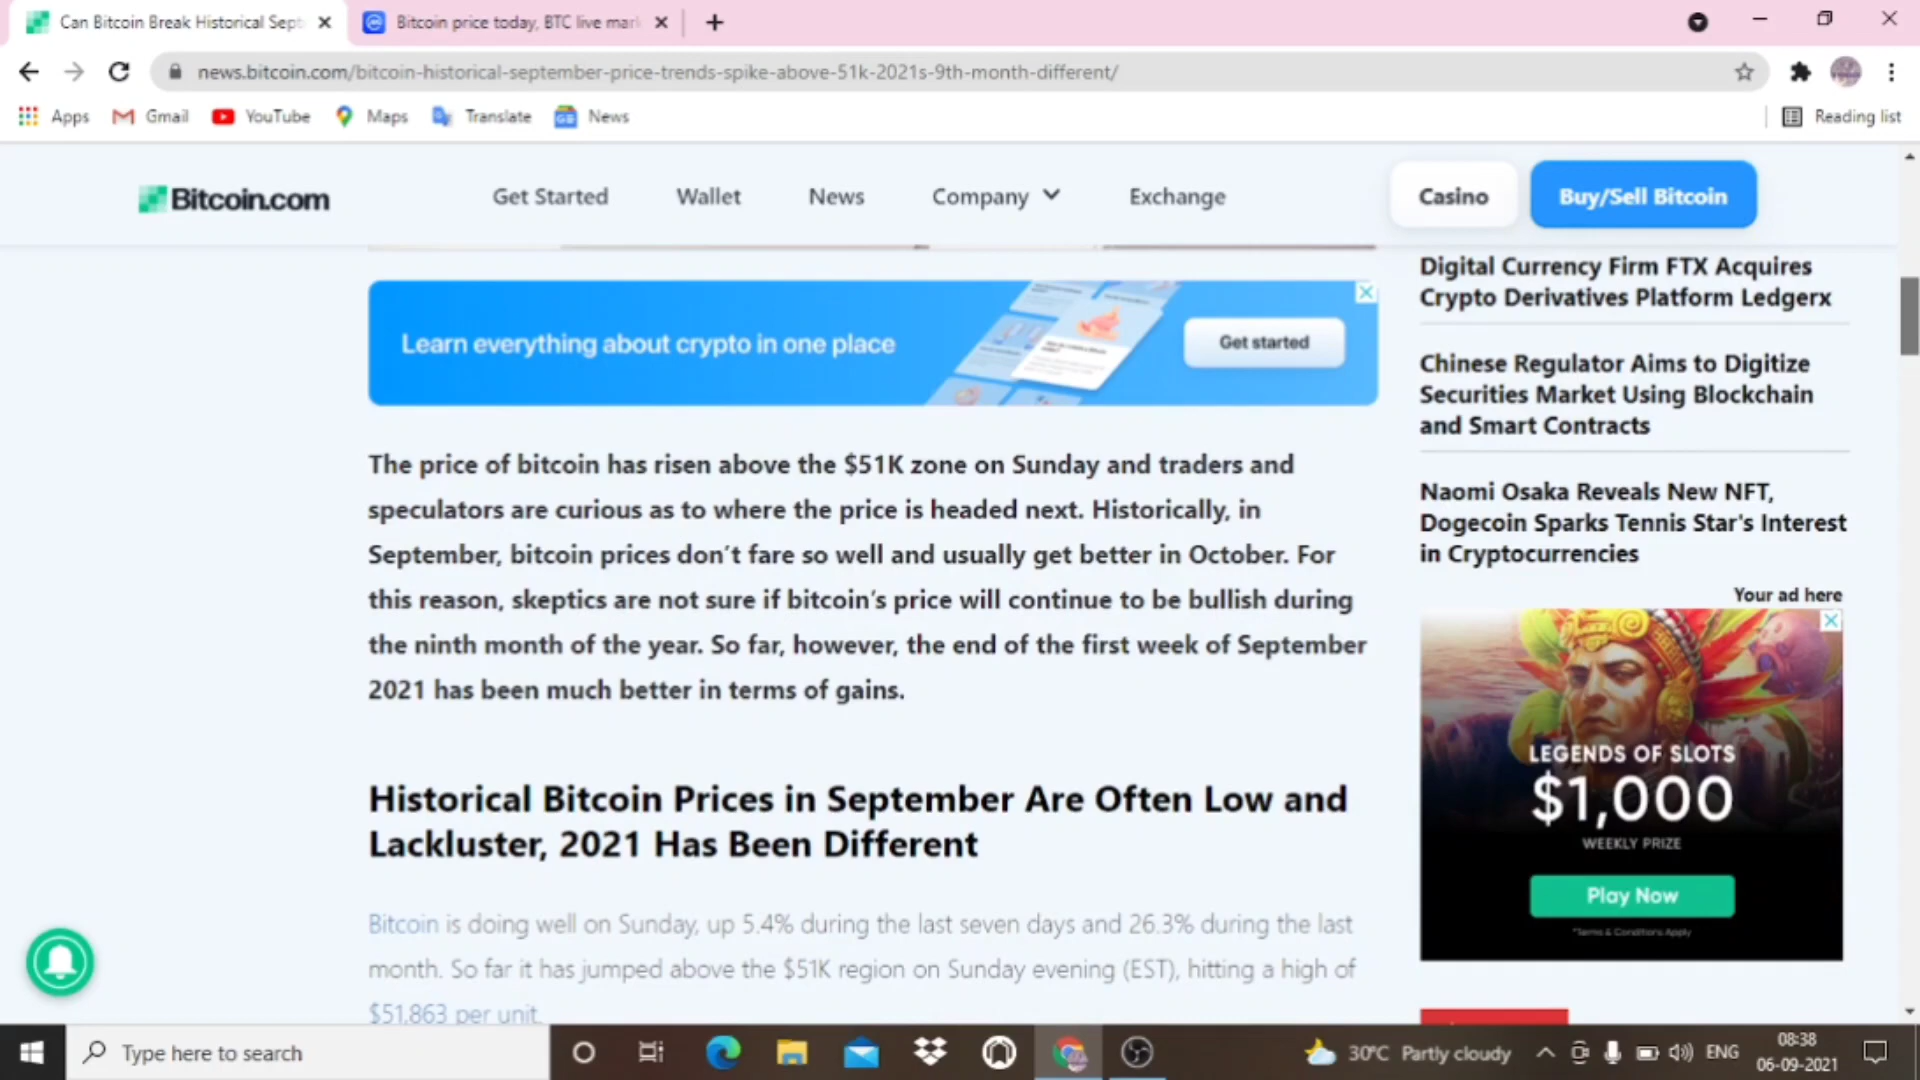 Can Bitcoin Break Historical Sept
Bitcoin price today, BTC live mar
news.bitcoin.com/bitcoin-historical-september-price-trends-spike-above-51k-2021s-9th-month-different/
Apps
Gmail
YouTube
Maps
Translate
News
Reading list
Bitcoin.com
Get Started
Wallet
News
Company
Exchange
Casino
Buy/Sell Bitcoin
Learn everything about crypto in one place
Get started
The price of bitcoin has risen above the $51K zone on Sunday and traders and
speculators are curious as to where the price is headed next. Historically, in
September, bitcoin prices don't fare so well and usually get better in October. For
this reason, skeptics are not sure if bitcoin's price will continue to be bullish during
the ninth month of the year. So far, however, the end of the first week of September
2021 has been much better in terms of gains.
Historical Bitcoin Prices in September Are Often Low and
Lackluster, 2021 Has Been Different
Bitcoin is doing well on Sunday, up 5.4% during the last seven days and 26.3% during the last
month. So far it has jumped above the $51K region on Sunday evening (EST), hitting a high of
$51,863 per unit.
Digital Currency Firm FTX Acquires
Crypto Derivatives Platform Ledgerx
Chinese Regulator Aims to Digitize
Securities Market Using Blockchain
and Smart Contracts
Naomi Osaka Reveals New NFT,
Dogecoin Sparks Tennis Star's Interest
in Cryptocurrencies
Your ad here
LEGENDS OF SLOTS
$1,000
WEEKLY PRIZE
Play Now
*Terms & Conditions Apply
Type here to search
30°C Partly cloudy
ENG
08:38
06-09-2021